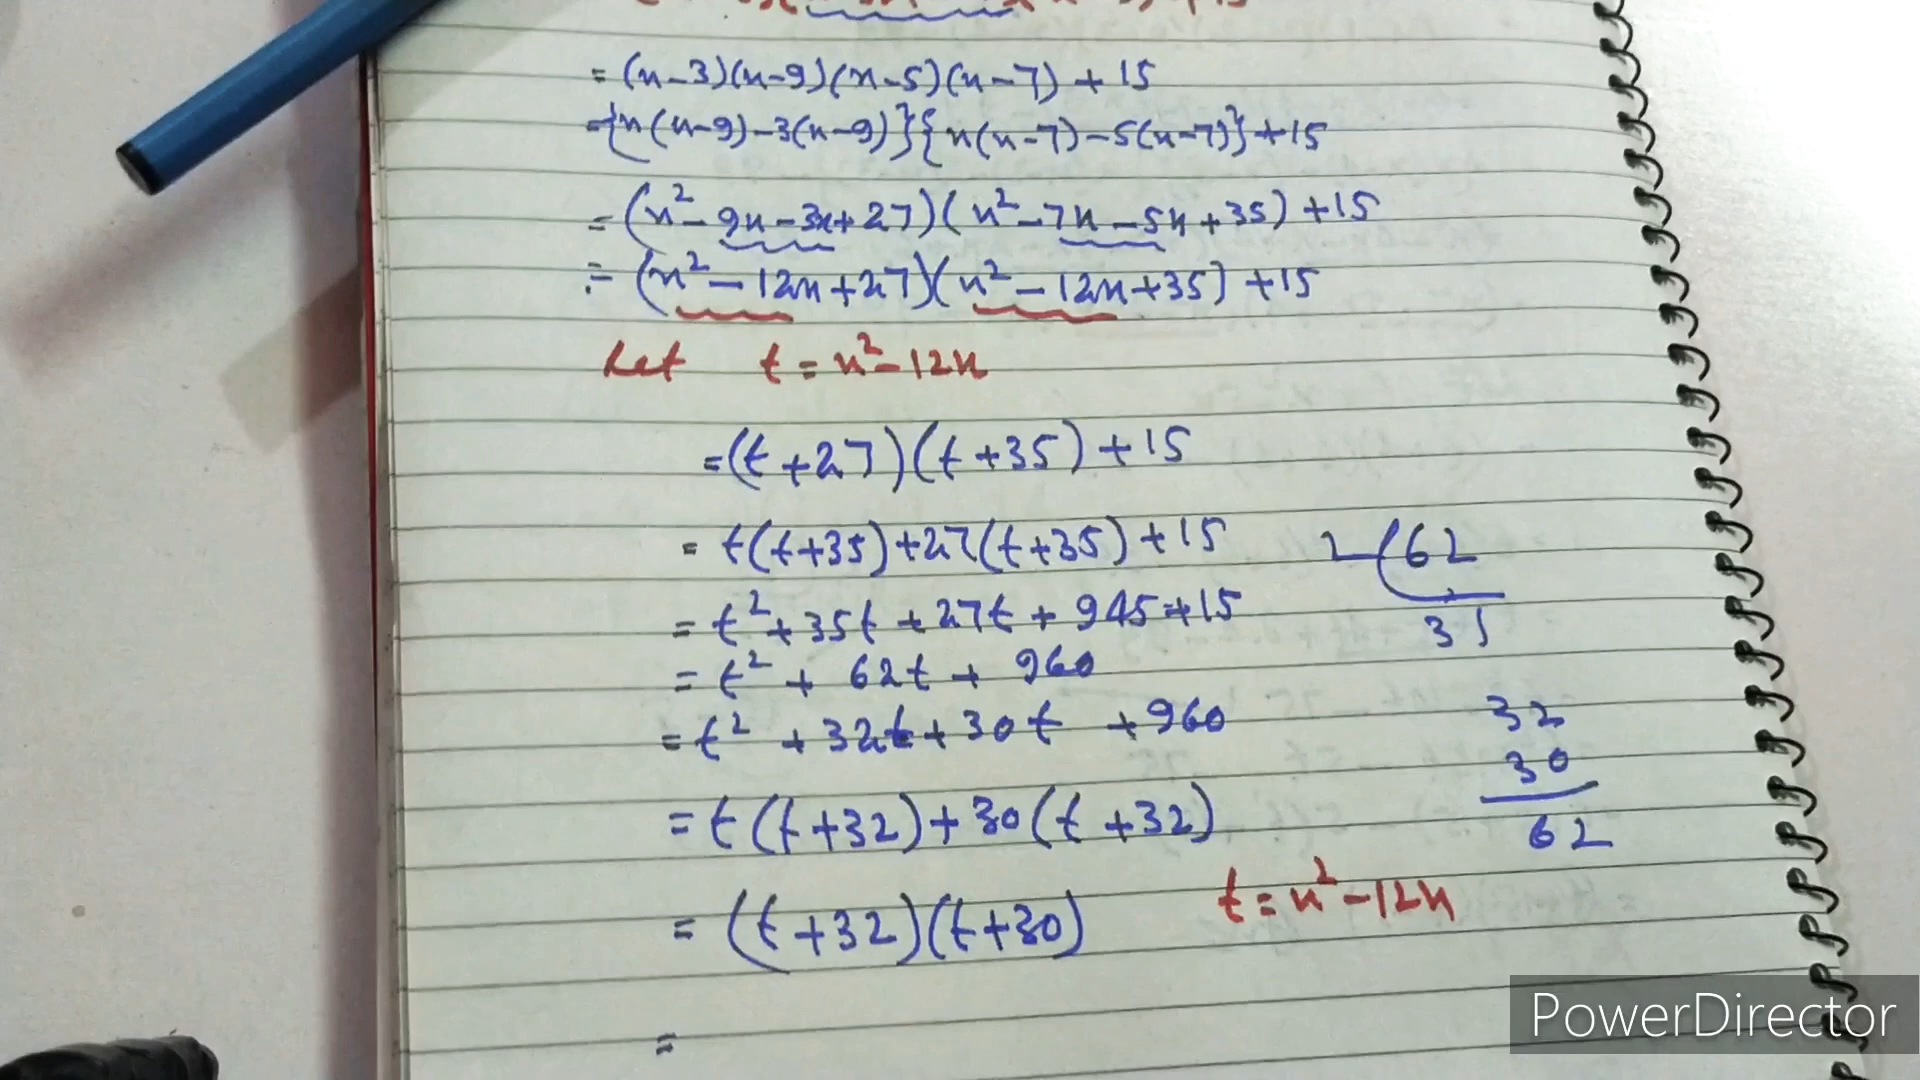 = (x-3)(x-9)(x-5)(x-7) + 15
={x(x-9)-3(x-9)}{x(x-7)-5(x-7)}+15
= (x²-9x-3x+27)(x²-7x-5x+35)+15
= (x²-12x+27)(x²-12x+35)+15
Let t = x²-12x
=(t+27)(t+35)+15
= t(t+35)+27(t+35)+15
2 62
31
= t²+35t+27t+945+15
= t² + 62t + 960
= t² +32t+30t +960
32
30
62
= t(t+32)+30(t+32)
= (t+32)(t+30) t=x²-12x
=
PowerDirector